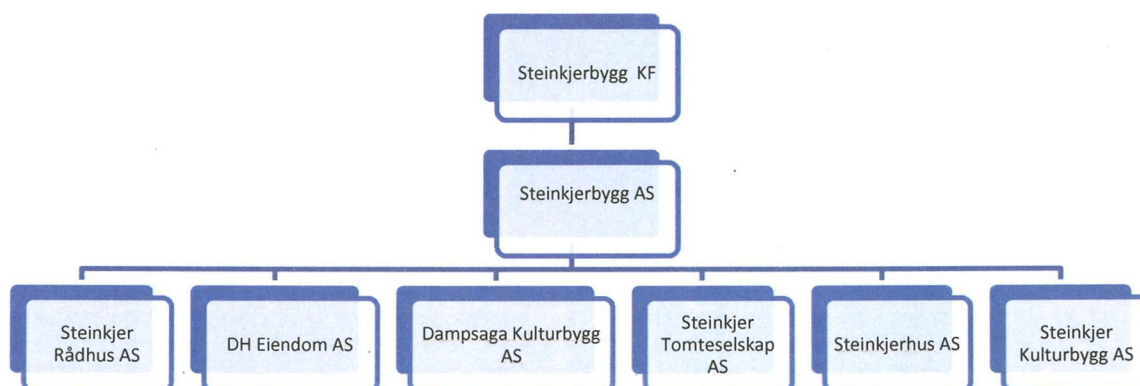 Steinkjerbygg KF
Steinkjerbygg AS
Steinkjer
Rådhus AS
DH Eiendom AS
Dampsaga Kulturbygg
AS
Steinkjer
Tomteselskap
AS
Steinkjerhus AS
Steinkjer
Kulturbygg AS